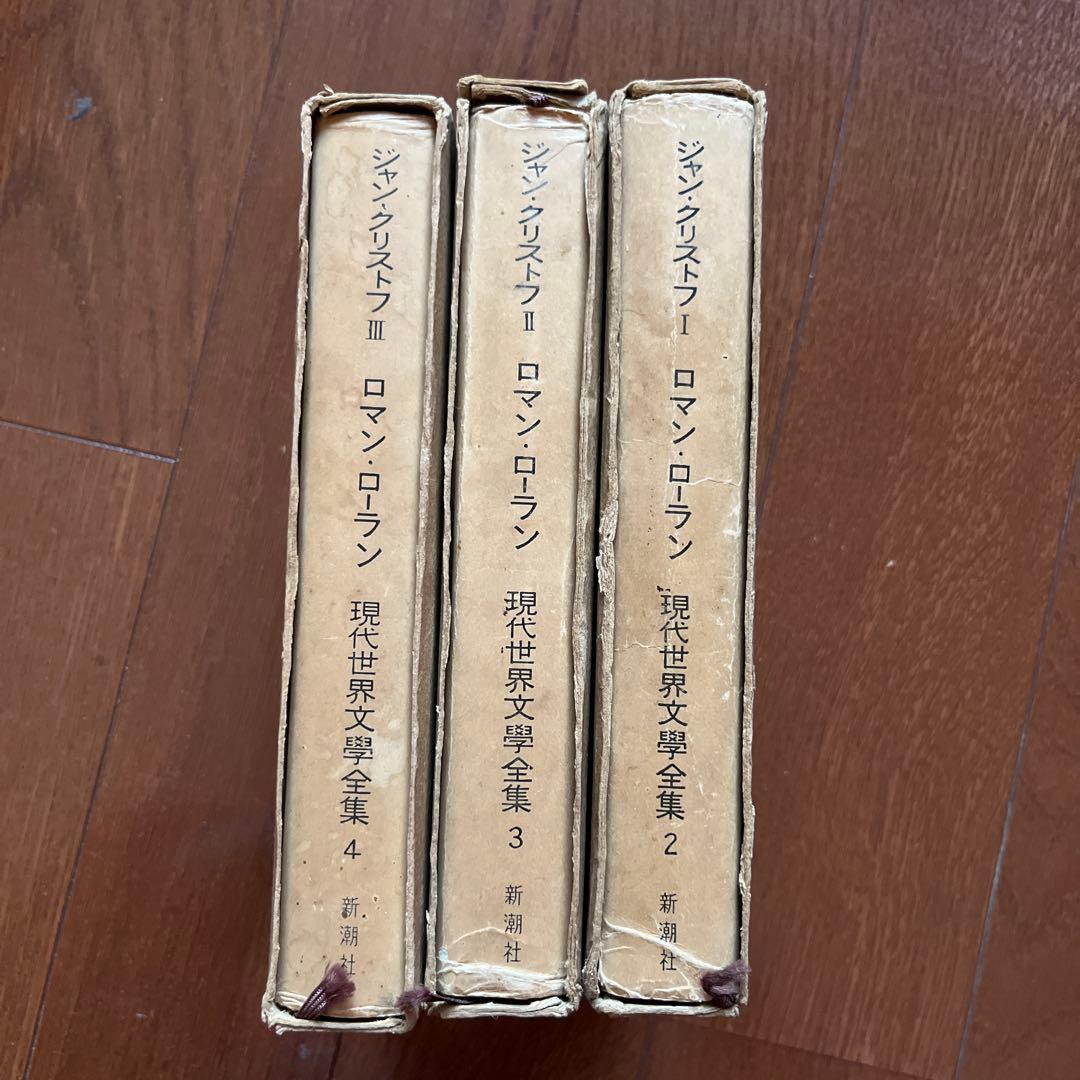 ジャン・クリストフ I ロマン・ローラン 現代世界文學全集 2 新潮社
ジャン・クリストフ II ロマン・ローラン 現代世界文學全集 3 新潮社
ジャン・クリストフ III ロマン・ローラン 現代世界文學全集 4 新潮社